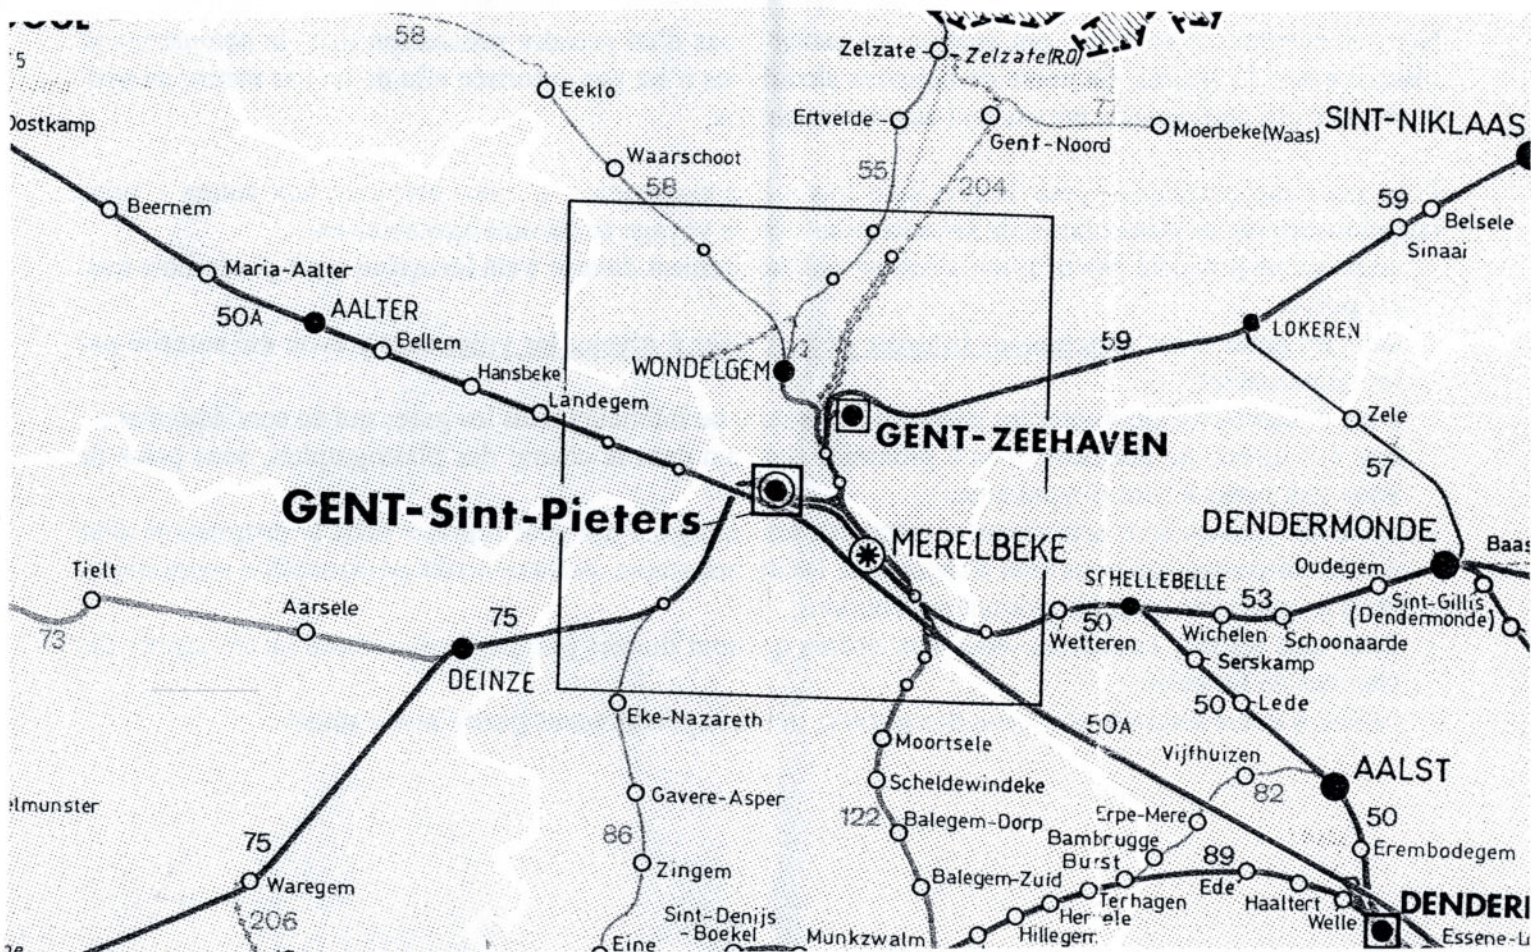 58
Zelzate
Zelzate(R.O)
Eeklo
Ertvelde
77
Moerbeke(Waas)
SINT-NIKLAAS
Gent-Noord
Waarschoot
58
55
204
59
Belsele
Sinaai
Beernem
Maria-Aalter
50A
AALTER
Bellem
LOKEREN
59
WONDELGEM
Hansbeke
Landegem
Zele
GENT-ZEEHAVEN
57
GENT-Sint-Pieters
MERELBEKE
DENDERMONDE
Oudegem
SCHELLEBELLE
Tielt
Aarsele
75
73
53
50
Wetteren
Wichelen
Schoonaarde
Sint-Gillis
(Dendermonde)
Serskamp
DEINZE
50
Lede
Eke-Nazareth
50A
Moortsele
Vijfhuizen
AALST
82
Scheldewindeke
Gavere-Asper
122
Balegem-Dorp
Erpe-Mere
Bambrugge
50
Burst
89
Erembodegem
86
75
Zingem
Balegem-Zuid
Waregem
Ede
Haaltert
Terhagen
Welle
206
Sint-Denijs
-Boekel
Munkzwalm
Eine